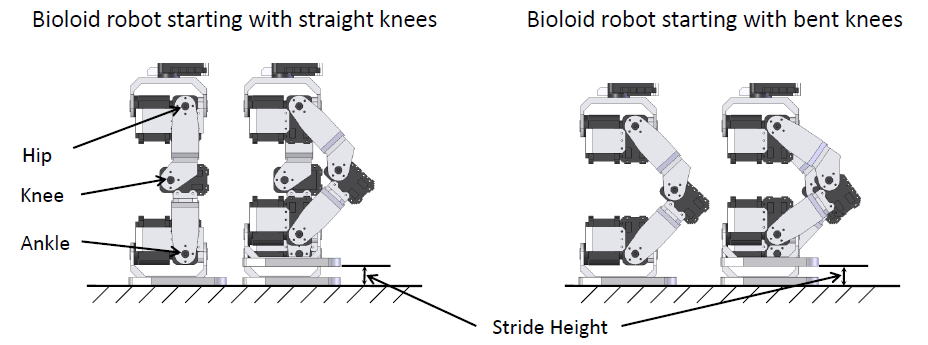 Bioloid robot starting with straight knees
Bioloid robot starting with bent knees
Hip
Knee
Ankle
Stride Height